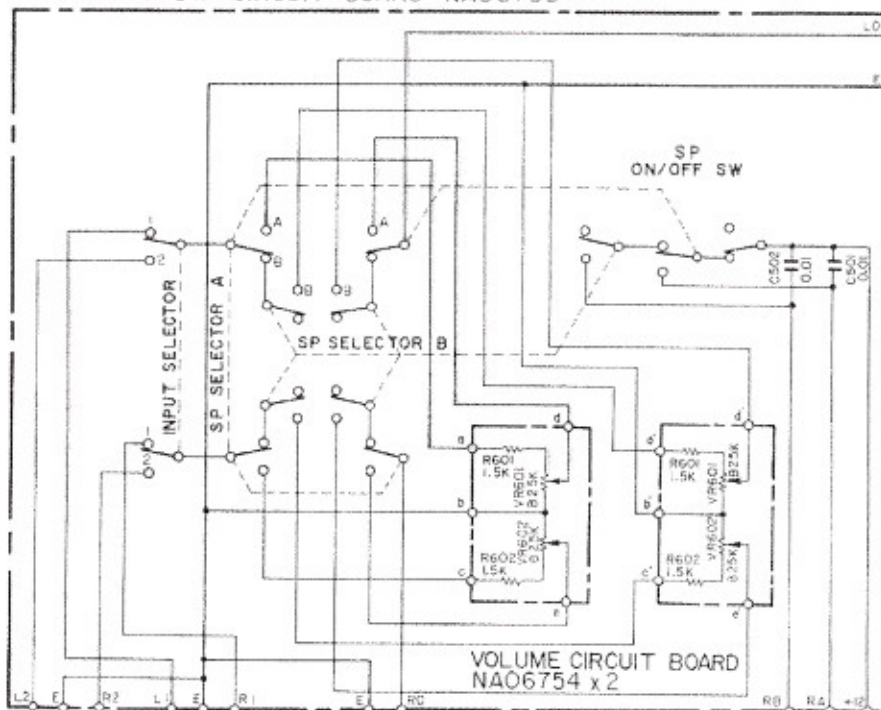 NA06753
LO
E
SP
ON/OFF SW
A
A
1
B
2
B
B
C502
0.01
C501
0.01
INPUT SELECTOR
SP SELECTOR A
SP SELECTOR B
1
2
a
b
c
d
e
R601
1.5K
VR601
B25K
VR602
B25K
R602
1.5K
a'
b'
c'
d'
e'
R601
1.5K
VR601
B25K
VR602
B25K
R602
1.5K
VOLUME CIRCUIT BOARD
NA06754 x 2
L2
E
R2
L1
E
R1
E
RO
RB
RA
+12